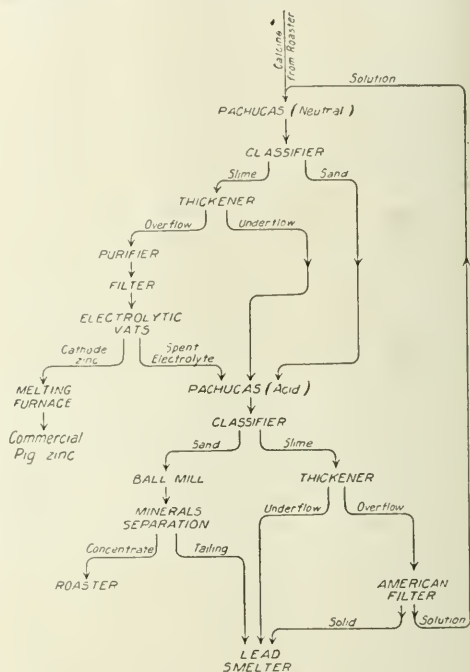 Calcine
from Roaster
Solution
PACHUCAS (Neutral)
CLASSIFIER
Slime
Sand
THICKENER
Overflow
Underflow
PURIFIER
FILTER
ELECTROLYTIC
VATS
Cathode
zinc
Spent
Electrolyte
MELTING
FURNACE
PACHUCAS (Acid)
Commercial
Pig zinc
CLASSIFIER
Sand
Slime
BALL MILL
THICKENER
MINERALS
SEPARATION
Underflow
Overflow
Concentrate
Tailing
ROASTER
AMERICAN
FILTER
Solid
Solution
LEAD
SMELTER